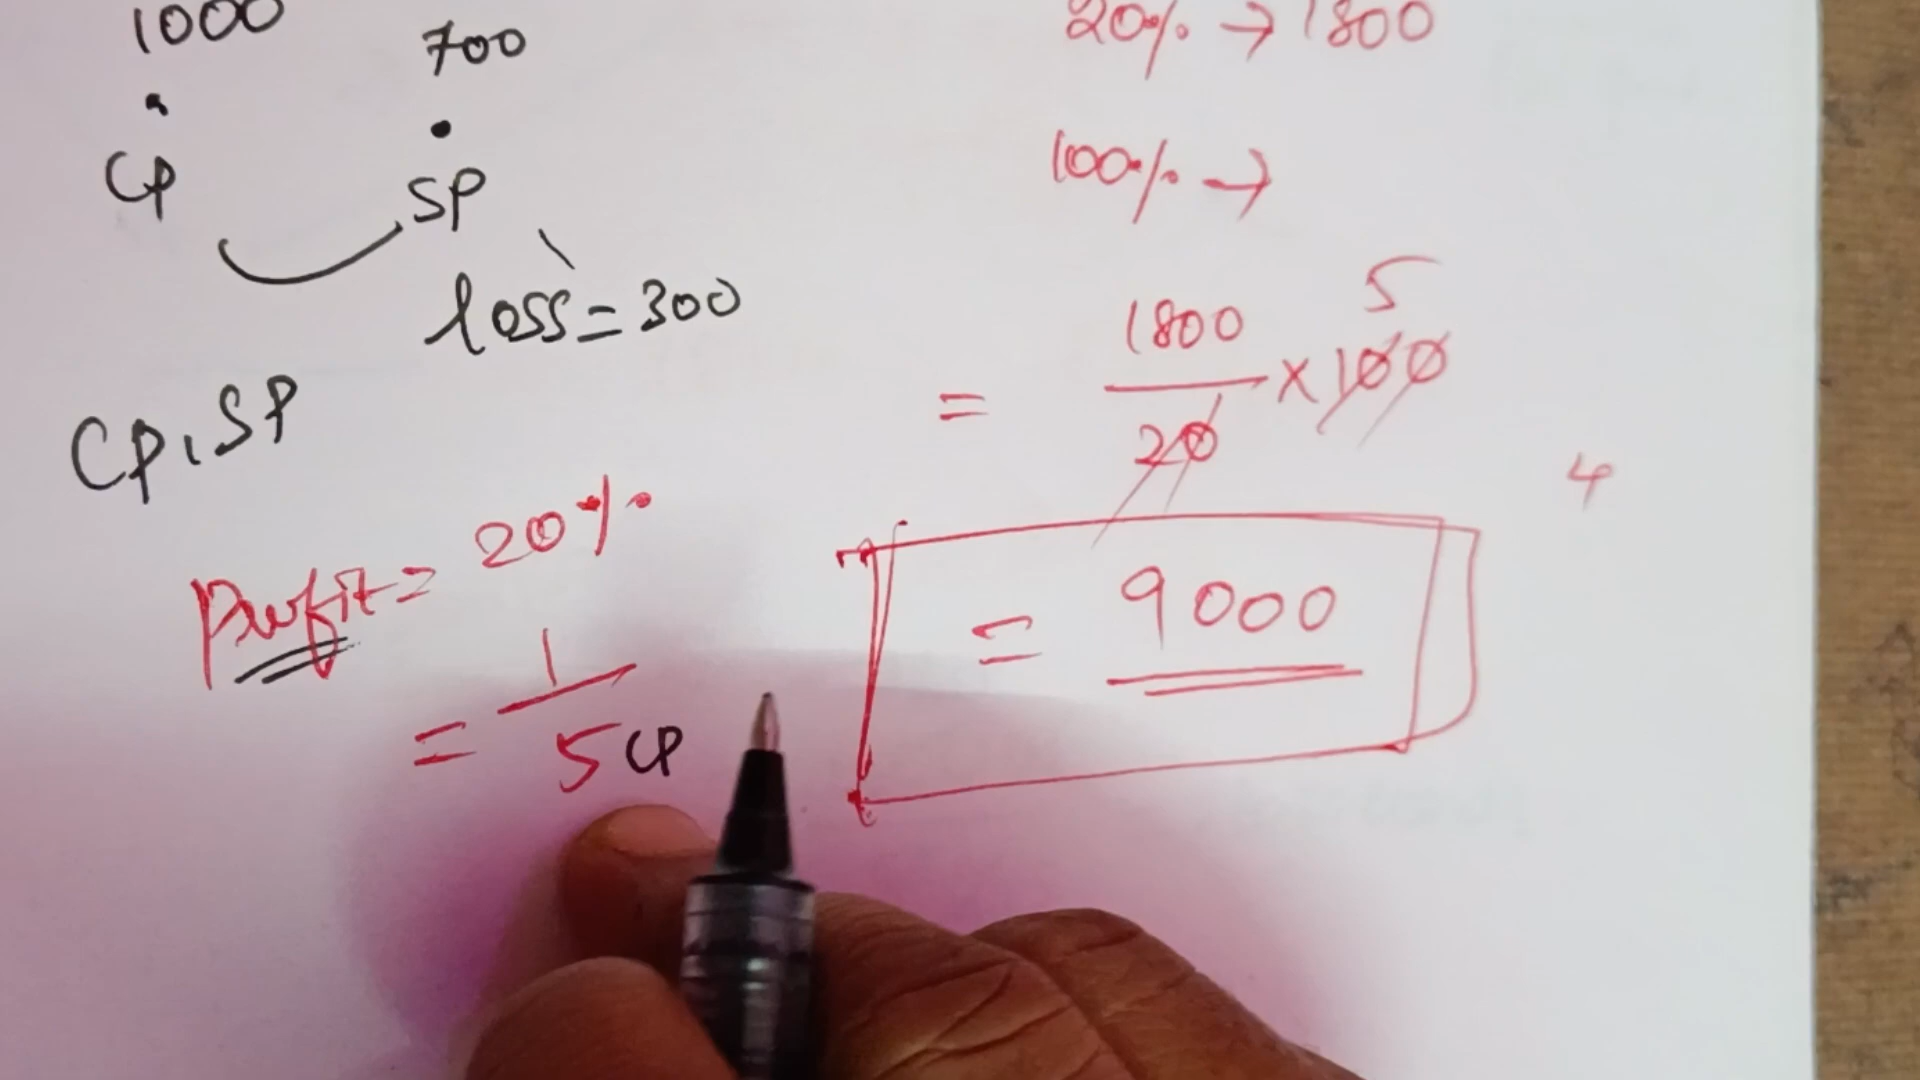 1000
700
CP
SP
loss = 300
CP, SP
Profit = 20%
= 1/5 CP
20% → 1800
100% →
5
= 1800/20 × 100
4
= 9000